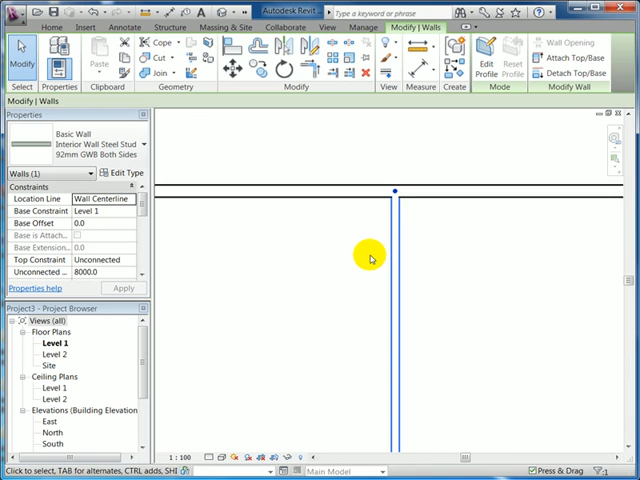 Autodesk Revit
Type a keyword or phrase
Home Insert Annotate Structure Massing & Site Collaborate View Manage Modify | Walls
Modify
Select
Properties
Paste
Clipboard
Cope
Cut
Join
Geometry
Modify
View
Measure
Create
Edit Profile
Reset Profile
Mode
Wall Opening
Attach Top/Base
Detach Top/Base
Modify Wall
Modify | Walls
Properties
Basic Wall
Interior Wall Steel Stud
92mm GWB Both Sides
Walls (1) Edit Type
Constraints
Location Line Wall Centerline
Base Constraint Level 1
Base Offset 0.0
Base is Attach...
Base Extension... 0.0
Top Constraint Unconnected
Unconnected ... 8000.0
Properties help Apply
Project3 - Project Browser
Views (all)
Floor Plans
Level 1
Level 2
Site
Ceiling Plans
Level 1
Level 2
Elevations (Building Elevation
East
North
South
1 : 100
Click to select, TAB for alternates, CTRL adds, SHI
Main Model
Press & Drag
:1